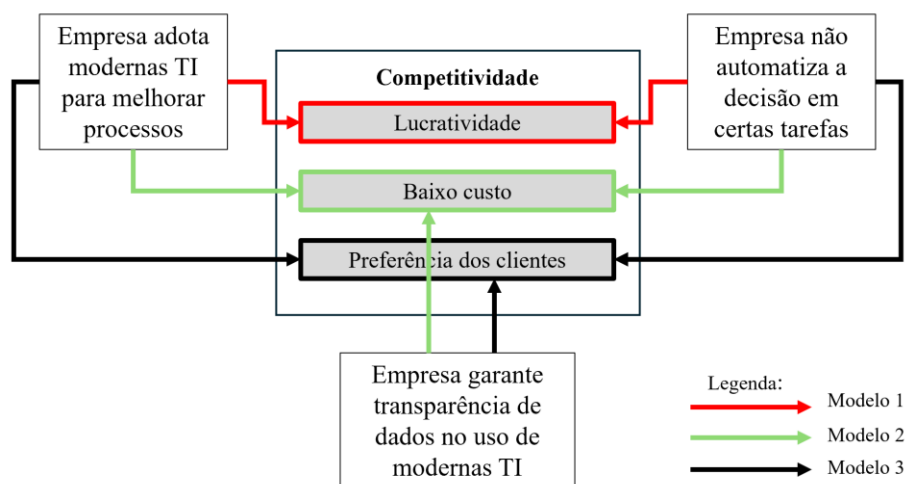 Empresa adota
modernas TI
para melhorar
processos
Competitividade
Lucratividade
Baixo custo
Preferência dos clientes
Empresa não
automatiza a
decisão em
certas tarefas
Empresa garante
transparência de
dados no uso de
modernas TI
Legenda:
Modelo 1
Modelo 2
Modelo 3